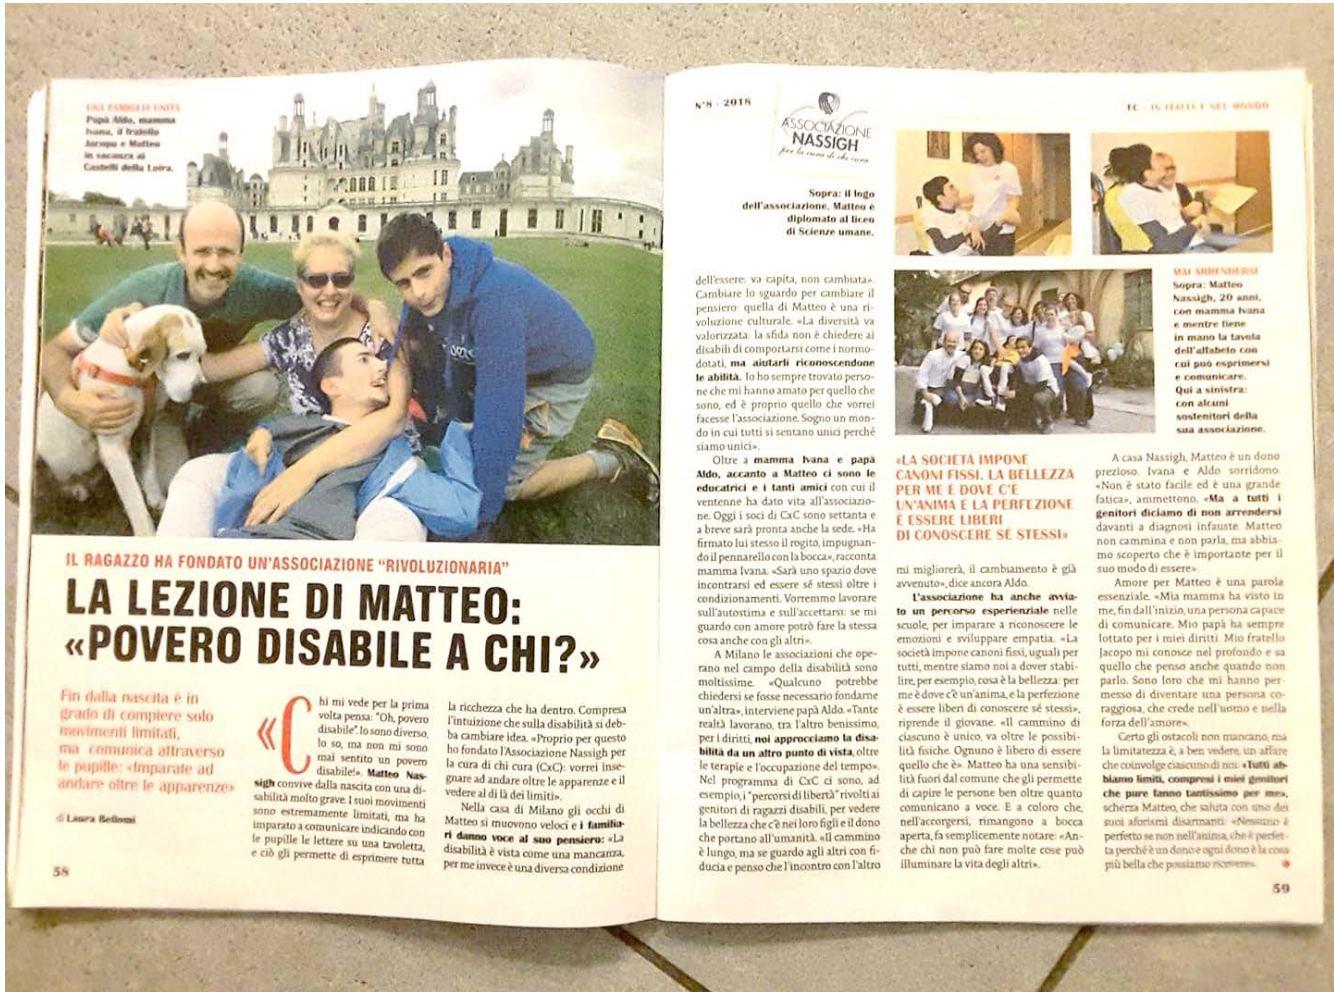 UNA FAMIGLIA UNITA
Papà Aldo, mamma
Ivana, il fratello
Jacopo e Matteo
in vacanza ai
Castelli della Loira.
IL RAGAZZO HA FONDATO UN'ASSOCIAZIONE "RIVOLUZIONARIA"
LA LEZIONE DI MATTEO:
«POVERO DISABILE A CHI?»
Fin dalla nascita è in
grado di compiere solo
movimenti limitati,
ma comunica attraverso
le pupille: «Imparate ad
andare oltre le apparenze»
di Laura Bellomi
«Chi mi vede per la prima
volta pensa: "Oh, povero
disabile". Io sono diverso,
lo so, ma non mi sono
mai sentito un povero
disabile!». Matteo Nas-
sigh convive dalla nascita con una di-
sabilità molto grave. I suoi movimenti
sono estremamente limitati, ma ha
imparato a comunicare indicando con
le pupille le lettere su una tavoletta,
e ciò gli permette di esprimere tutta
la ricchezza che ha dentro. Compresa
l'intuizione che sulla disabilità si deb-
ba cambiare idea. «Proprio per questo
ho fondato l'Associazione Nassigh per
la cura di chi cura (CxC): vorrei inse-
gnare ad andare oltre le apparenze e il
vedere al di là dei limiti».
Nella casa di Milano gli occhi di
Matteo si muovono veloci e i familia-
ri danno voce al suo pensiero: «La
disabilità è vista come una mancanza,
per me invece è una diversa condizione
58
N°8 - 2018
FC - IN ITALIA E NEL MONDO
ASSOCIAZIONE
NASSIGH
per la cura di chi cura
Sopra: il logo
dell'associazione. Matteo è
diplomato al liceo
di Scienze umane.
MAI ARRENDERSI
Sopra: Matteo
Nassigh, 20 anni,
con mamma Ivana
e mentre tiene
in mano la tavola
dell'alfabeto con
cui può esprimersi
e comunicare.
Qui a sinistra:
con alcuni
sostenitori della
sua associazione.
dell'essere: va capita, non cambiata».
Cambiare lo sguardo per cambiare il
pensiero: quella di Matteo è una ri-
voluzione culturale. «La diversità va
valorizzata: la sfida non è chiedere ai
disabili di comportarsi come i normo-
dotati, ma aiutarli riconoscendone
le abilità. Io ho sempre trovato perso-
ne che mi hanno amato per quello che
sono, ed è proprio quello che vorrei
facesse l'associazione. Sogno un mon-
do in cui tutti si sentano unici perché
siamo unici».
Oltre a mamma Ivana e papà
Aldo, accanto a Matteo ci sono le
educatrici e i tanti amici con cui il
ventenne ha dato vita all'associazio-
ne. Oggi i soci di CxC sono settanta e
a breve sarà pronta anche la sede. «Ha
firmato lui stesso il rogito, impugnan-
do il pennarello con la bocca», racconta
mamma Ivana. «Sarà uno spazio dove
incontrarsi ed essere sé stessi oltre i
condizionamenti. Vorremmo lavorare
sull'autostima e sull'accettarsi: se mi
guardo con amore potrò fare la stessa
cosa anche con gli altri».
A Milano le associazioni che ope-
rano nel campo della disabilità sono
moltissime. «Qualcuno potrebbe
chiedersi se fosse necessario fondarne
un'altra», interviene papà Aldo. «Tante
realtà lavorano, tra l'altro benissimo,
per i diritti, noi approcciamo la disa-
bilità da un altro punto di vista, oltre
le terapie e l'occupazione del tempo».
Nel programma di CxC ci sono, ad
esempio, i "percorsi di libertà" rivolti ai
genitori di ragazzi disabili, per vedere
la bellezza che c'è nei loro figli e il dono
che portano all'umanità. «Il cammino
è lungo, ma se guardo agli altri con fi-
ducia e penso che l'incontro con l'altro
«LA SOCIETÀ IMPONE
CANONI FISSI. LA BELLEZZA
PER ME È DOVE C'È
UN'ANIMA E LA PERFEZIONE
È ESSERE LIBERI
DI CONOSCERE SÉ STESSI»
mi migliorerà, il cambiamento è già
avvenuto», dice ancora Aldo.
L'associazione ha anche avvia-
to un percorso esperienziale nelle
scuole, per imparare a riconoscere le
emozioni e sviluppare empatia. «La
società impone canoni fissi, uguali per
tutti, mentre siamo noi a dover stabi-
lire, per esempio, cosa è la bellezza: per
me è dove c'è un'anima, e la perfezione
è essere liberi di conoscere sé stessi»,
riprende il giovane. «Il cammino di
ciascuno è unico, va oltre le possibi-
lità fisiche. Ognuno è libero di essere
quello che è». Matteo ha una sensibi-
lità fuori dal comune che gli permette
di capire le persone ben oltre quanto
comunicano a voce. E a coloro che,
nell'accorgersi, rimangono a bocca
aperta, fa semplicemente notare: «An-
che chi non può fare molte cose può
illuminare la vita degli altri».
A casa Nassigh, Matteo è un dono
prezioso. Ivana e Aldo sorridono.
«Non è stato facile ed è una grande
fatica», ammettono. «Ma a tutti i
genitori diciamo di non arrendersi
davanti a diagnosi infauste. Matteo
non cammina e non parla, ma abbia-
mo scoperto che è importante per il
suo modo di essere».
Amore per Matteo è una parola
essenziale. «Mia mamma ha visto in
me, fin dall'inizio, una persona capace
di comunicare. Mio papà ha sempre
lottato per i miei diritti. Mio fratello
Jacopo mi conosce nel profondo e sa
quello che penso anche quando non
parlo. Sono loro che mi hanno per-
messo di diventare una persona co-
raggiosa, che crede nell'uomo e nella
forza dell'amore».
Certo gli ostacoli non mancano, ma
la limitatezza è, a ben vedere, un affare
che coinvolge ciascuno di noi: «Tutti ab-
biamo limiti, compresi i miei genitori
che pure fanno tantissimo per me»,
scherza Matteo, che saluta con uno dei
suoi aforismi disarmanti: «Nessuno è
perfetto se non nell'anima, che è perfet-
ta perché è un dono e ogni dono è la cosa
più bella che possiamo ricevere».
59